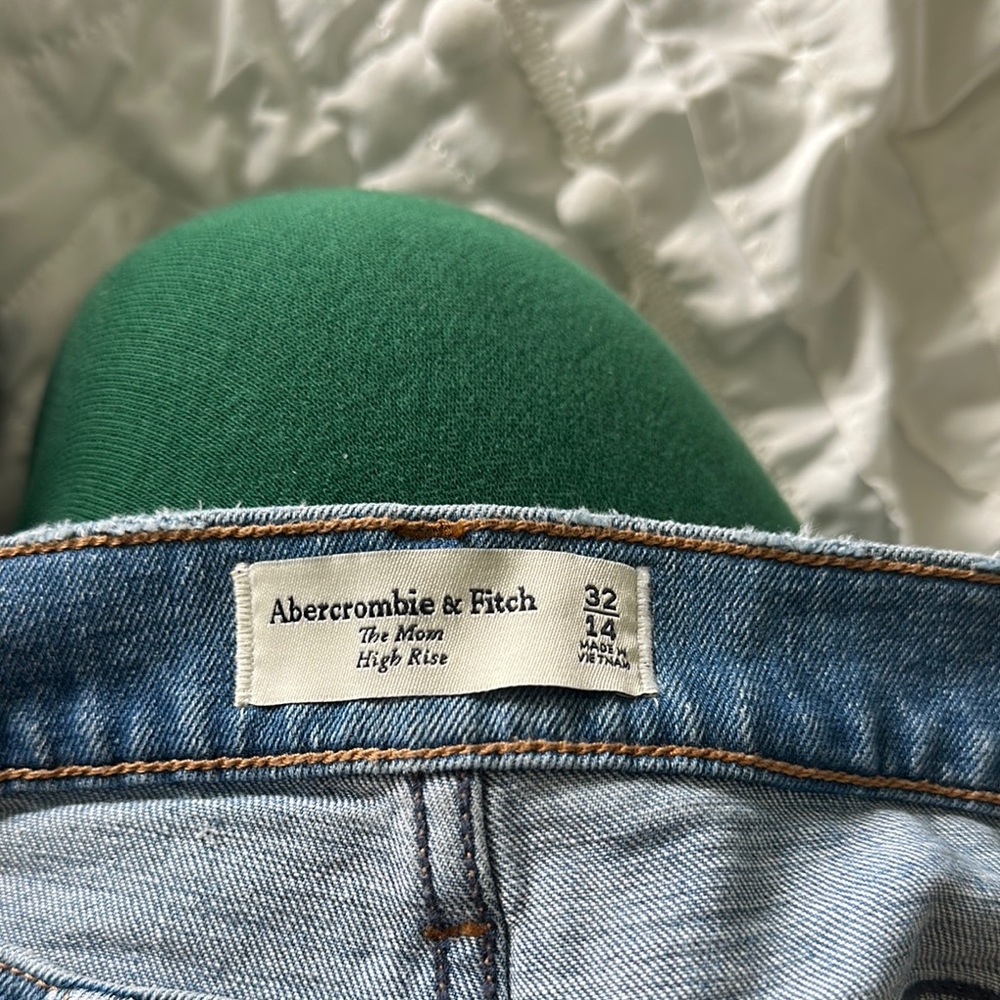 Abercrombie & Fitch
The Mom
High Rise
32
14
MADE IN
VIETNAM